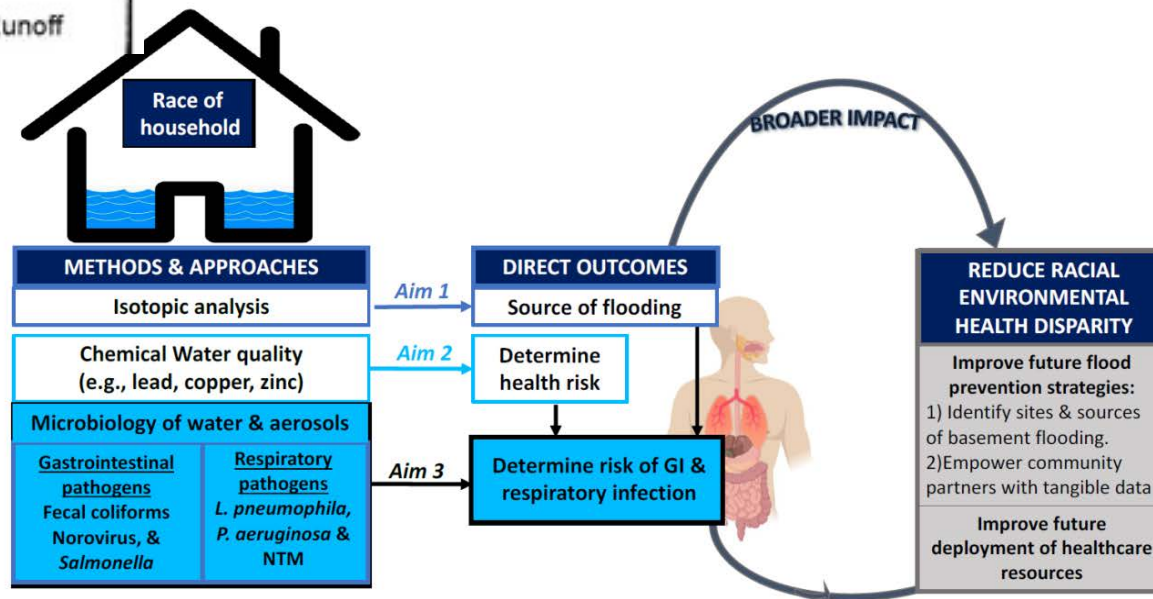 unoff
Race of
household
BROADER IMPACT
METHODS & APPROACHES
Isotopic analysis
Aim 1
DIRECT OUTCOMES
Source of flooding
Chemical Water quality
(e.g., lead, copper, zinc)
Aim 2
Determine
health risk
Microbiology of water & aerosols
Gastrointestinal
pathogens
Fecal coliforms
Norovirus, &
Salmonella
Respiratory
pathogens
L. pneumophila,
P. aeruginosa &
NTM
Aim 3
Determine risk of GI &
respiratory infection
REDUCE RACIAL
ENVIRONMENTAL
HEALTH DISPARITY
Improve future flood
prevention strategies:
1) Identify sites & sources
of basement flooding.
2)Empower community
partners with tangible data
Improve future
deployment of healthcare
resources